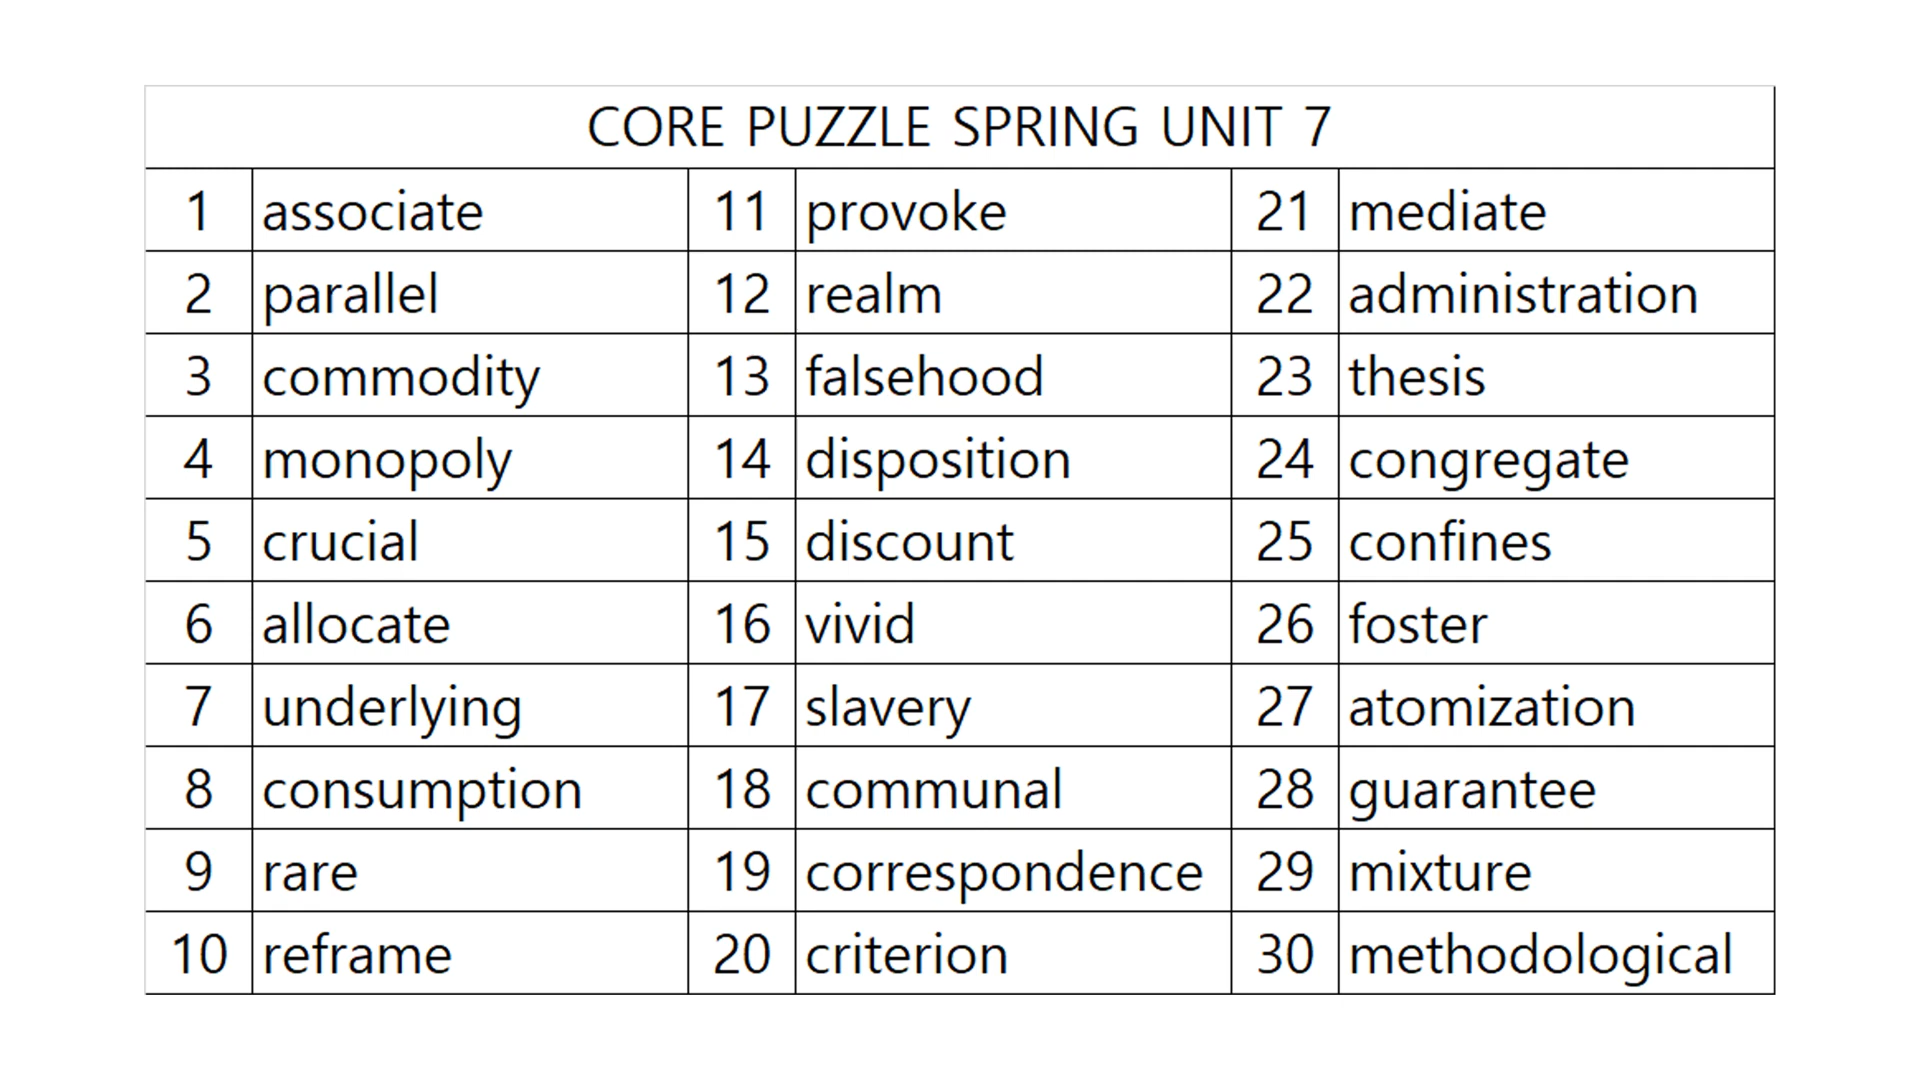 CORE PUZZLE SPRING UNIT 7
1 associate 11 provoke 21 mediate
2 parallel 12 realm 22 administration
3 commodity 13 falsehood 23 thesis
4 monopoly 14 disposition 24 congregate
5 crucial 15 discount 25 confines
6 allocate 16 vivid 26 foster
7 underlying 17 slavery 27 atomization
8 consumption 18 communal 28 guarantee
9 rare 19 correspondence 29 mixture
10 reframe 20 criterion 30 methodological